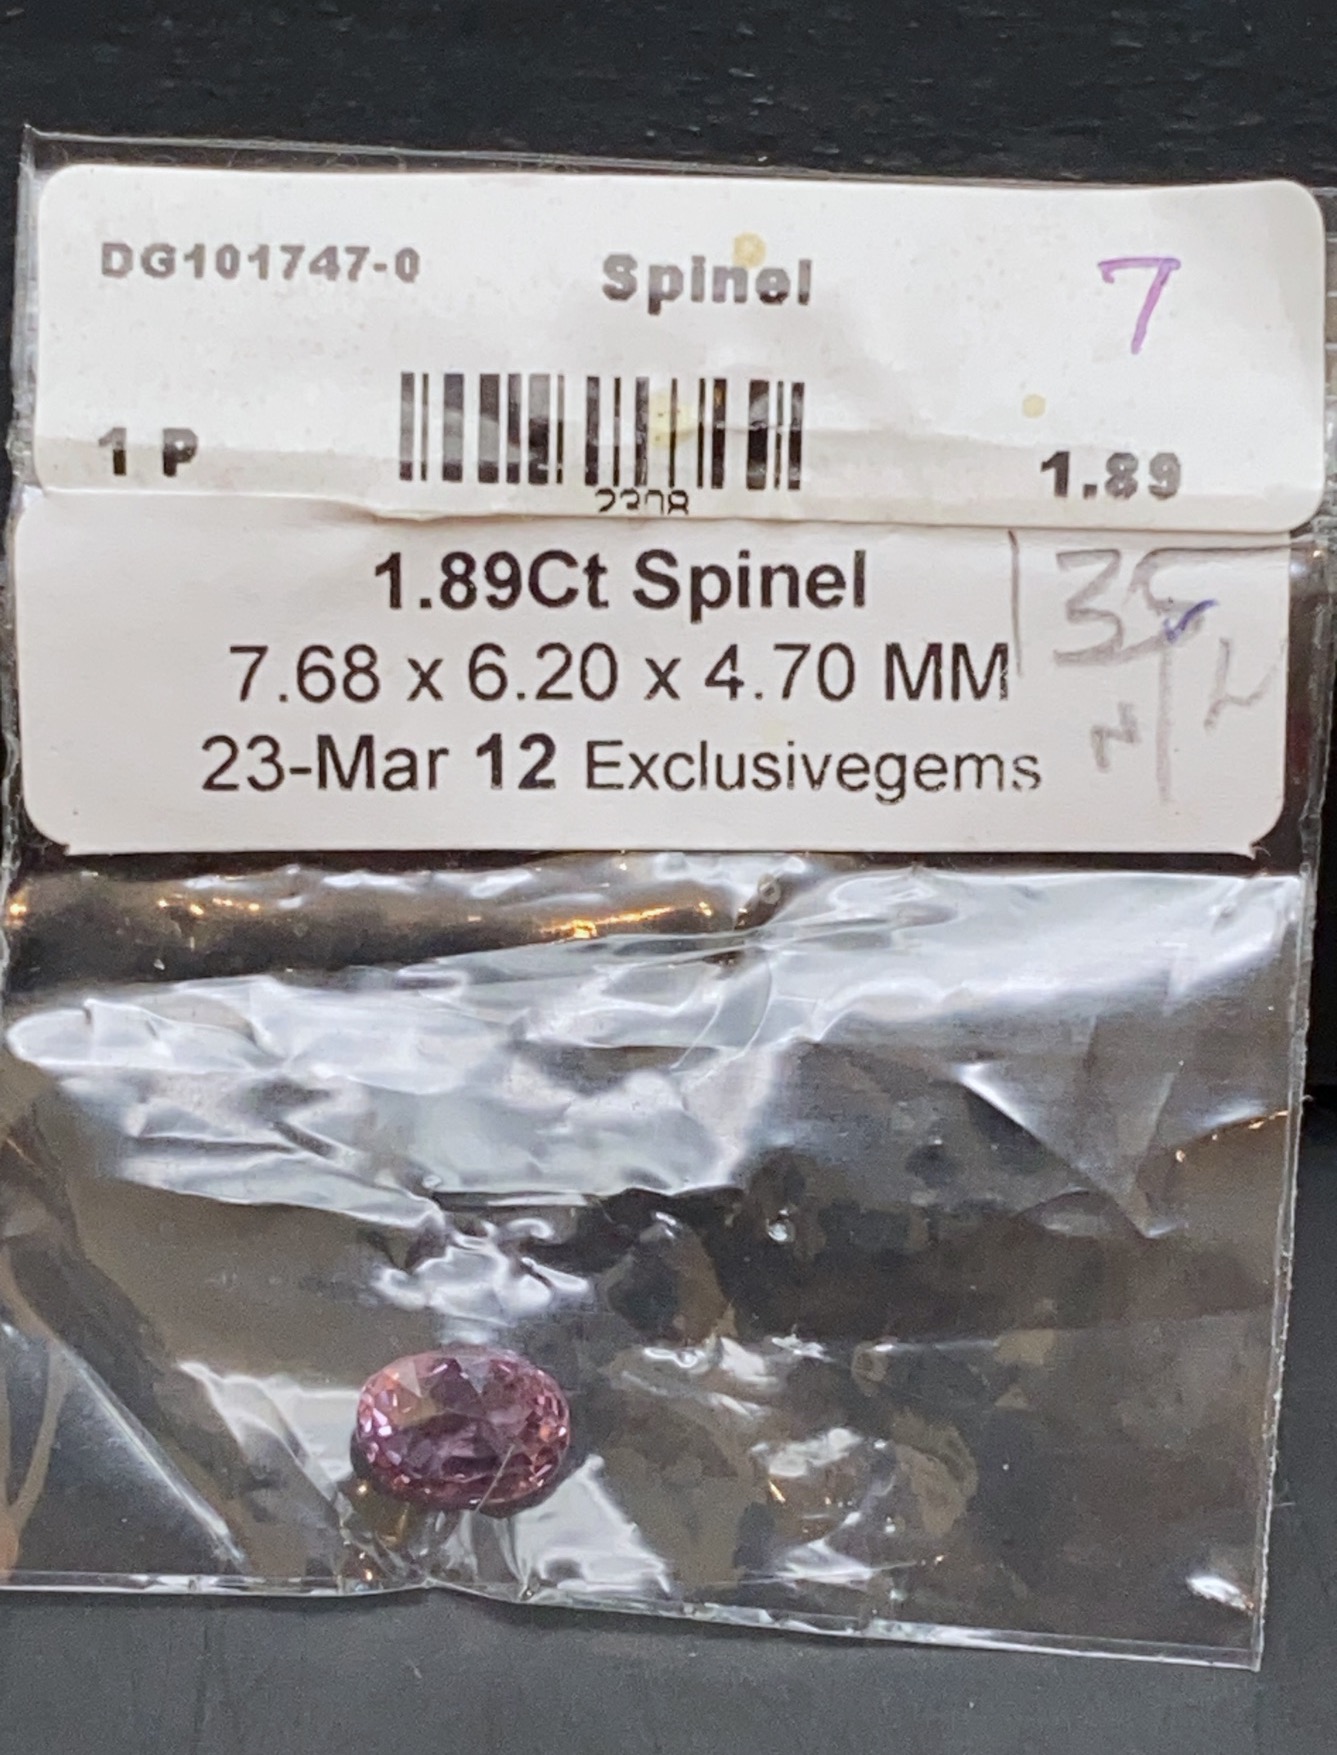 DG101747-0 Spinel 7
1 P 1.89
1.89Ct Spinel 135
7.68 x 6.20 x 4.70 MM
23-Mar 12 Exclusivegems